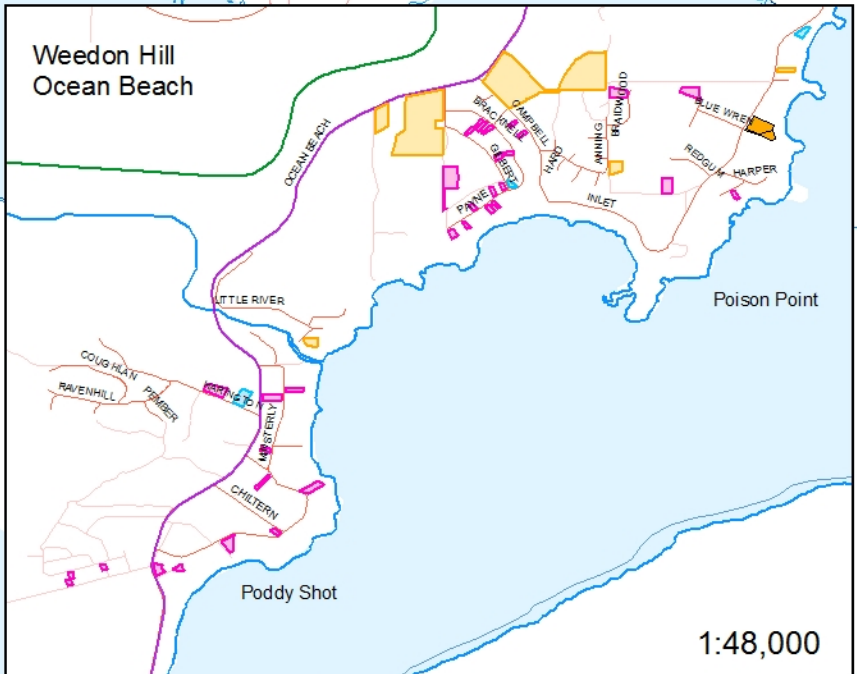 Weedon Hill
Ocean Beach
OCEAN BEACH
BRACKNELL
CAMPBELL
BRAIDWOOD
BLUE WREN
ANNING
GILBERT
HARD
REDGUM
HARPER
PAYNE
INLET
LITTLE RIVER
Poison Point
COUGHLAN
RAVENHILL
PEMBER
KARINGTON
MINSTERLY
CHILTERN
Poddy Shot
1:48,000